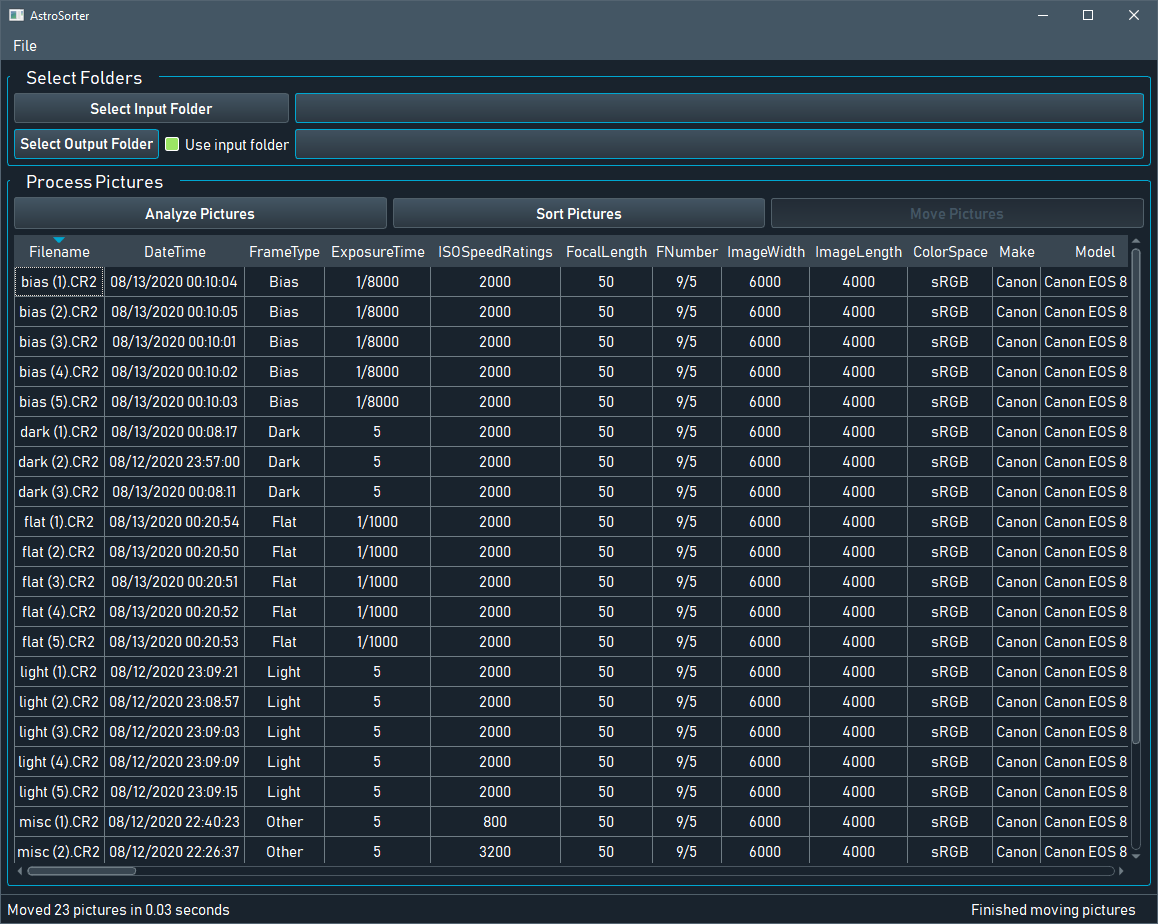 AstroSorter
File
Select Folders
Select Input Folder
Select Output Folder Use input folder
Process Pictures
Analyze Pictures Sort Pictures Move Pictures
Filename DateTime FrameType ExposureTime ISOSpeedRatings FocalLength FNumber ImageWidth ImageLength ColorSpace Make Model
bias (1).CR2 08/13/2020 00:10:04 Bias 1/8000 2000 50 9/5 6000 4000 sRGB Canon Canon EOS 8
bias (2).CR2 08/13/2020 00:10:05 Bias 1/8000 2000 50 9/5 6000 4000 sRGB Canon Canon EOS 8
bias (3).CR2 08/13/2020 00:10:01 Bias 1/8000 2000 50 9/5 6000 4000 sRGB Canon Canon EOS 8
bias (4).CR2 08/13/2020 00:10:02 Bias 1/8000 2000 50 9/5 6000 4000 sRGB Canon Canon EOS 8
bias (5).CR2 08/13/2020 00:10:03 Bias 1/8000 2000 50 9/5 6000 4000 sRGB Canon Canon EOS 8
dark (1).CR2 08/13/2020 00:08:17 Dark 5 2000 50 9/5 6000 4000 sRGB Canon Canon EOS 8
dark (2).CR2 08/12/2020 23:57:00 Dark 5 2000 50 9/5 6000 4000 sRGB Canon Canon EOS 8
dark (3).CR2 08/13/2020 00:08:11 Dark 5 2000 50 9/5 6000 4000 sRGB Canon Canon EOS 8
flat (1).CR2 08/13/2020 00:20:54 Flat 1/1000 2000 50 9/5 6000 4000 sRGB Canon Canon EOS 8
flat (2).CR2 08/13/2020 00:20:50 Flat 1/1000 2000 50 9/5 6000 4000 sRGB Canon Canon EOS 8
flat (3).CR2 08/13/2020 00:20:51 Flat 1/1000 2000 50 9/5 6000 4000 sRGB Canon Canon EOS 8
flat (4).CR2 08/13/2020 00:20:52 Flat 1/1000 2000 50 9/5 6000 4000 sRGB Canon Canon EOS 8
flat (5).CR2 08/13/2020 00:20:53 Flat 1/1000 2000 50 9/5 6000 4000 sRGB Canon Canon EOS 8
light (1).CR2 08/12/2020 23:09:21 Light 5 2000 50 9/5 6000 4000 sRGB Canon Canon EOS 8
light (2).CR2 08/12/2020 23:08:57 Light 5 2000 50 9/5 6000 4000 sRGB Canon Canon EOS 8
light (3).CR2 08/12/2020 23:09:03 Light 5 2000 50 9/5 6000 4000 sRGB Canon Canon EOS 8
light (4).CR2 08/12/2020 23:09:09 Light 5 2000 50 9/5 6000 4000 sRGB Canon Canon EOS 8
light (5).CR2 08/12/2020 23:09:15 Light 5 2000 50 9/5 6000 4000 sRGB Canon Canon EOS 8
misc (1).CR2 08/12/2020 22:40:23 Other 5 800 50 9/5 6000 4000 sRGB Canon Canon EOS 8
misc (2).CR2 08/12/2020 22:26:37 Other 5 3200 50 9/5 6000 4000 sRGB Canon Canon EOS 8
Moved 23 pictures in 0.03 seconds Finished moving pictures